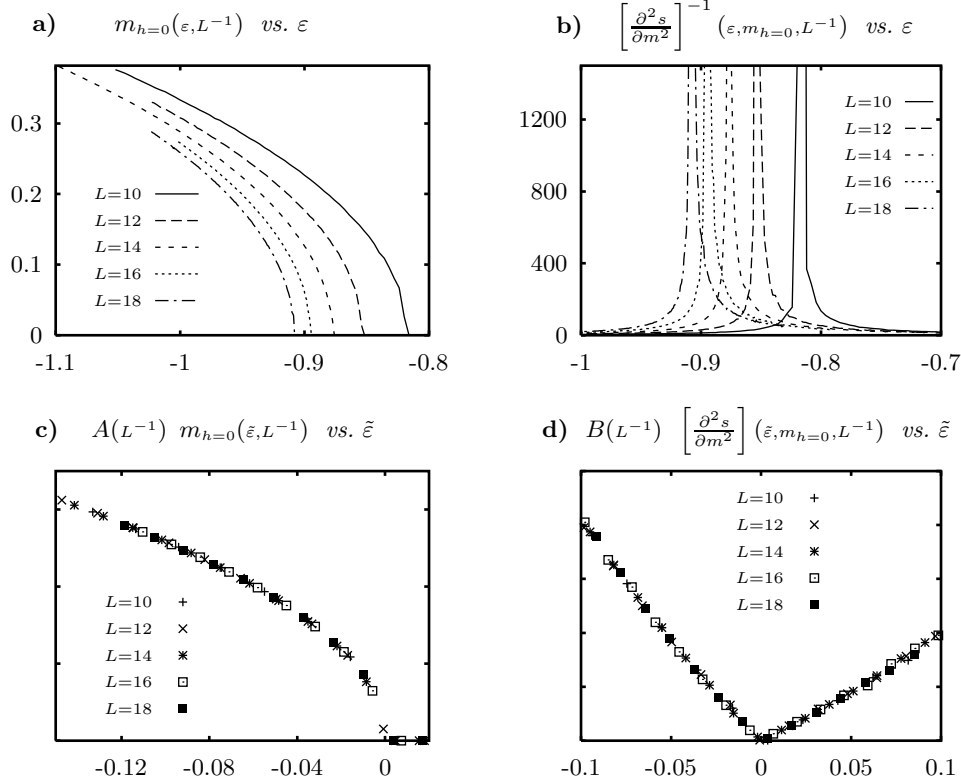 a) m_{h=0}(ε,L^{-1}) vs. ε
0.3
0.2
0.1
0
-1.1 -1 -0.9 -0.8
L=10
L=12
L=14
L=16
L=18
b) [∂²s/∂m²]^{-1} (ε,m_{h=0},L^{-1}) vs. ε
1200
800
400
0
-1 -0.9 -0.8 -0.7
L=10
L=12
L=14
L=16
L=18
c) A(L^{-1}) m_{h=0}(ε̃,L^{-1}) vs. ε̃
L=10
L=12
L=14
L=16
L=18
-0.12 -0.08 -0.04 0
d) B(L^{-1}) [∂²s/∂m²] (ε̃,m_{h=0},L^{-1}) vs. ε̃
L=10
L=12
L=14
L=16
L=18
-0.1 -0.05 0 0.05 0.1